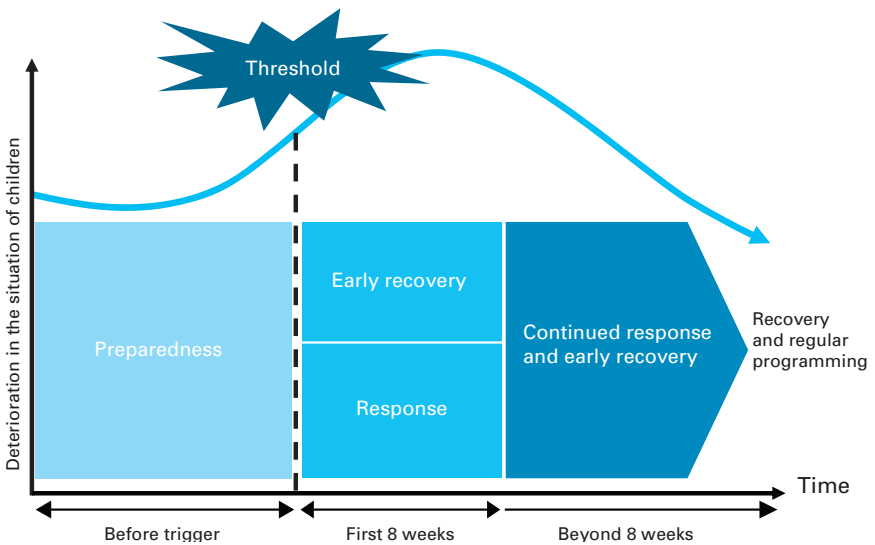 Threshold
Deterioration in the situation of children
Preparedness
Early recovery
Response
Continued response
and early recovery
Recovery
and regular
programming
Time
Before trigger
First 8 weeks
Beyond 8 weeks